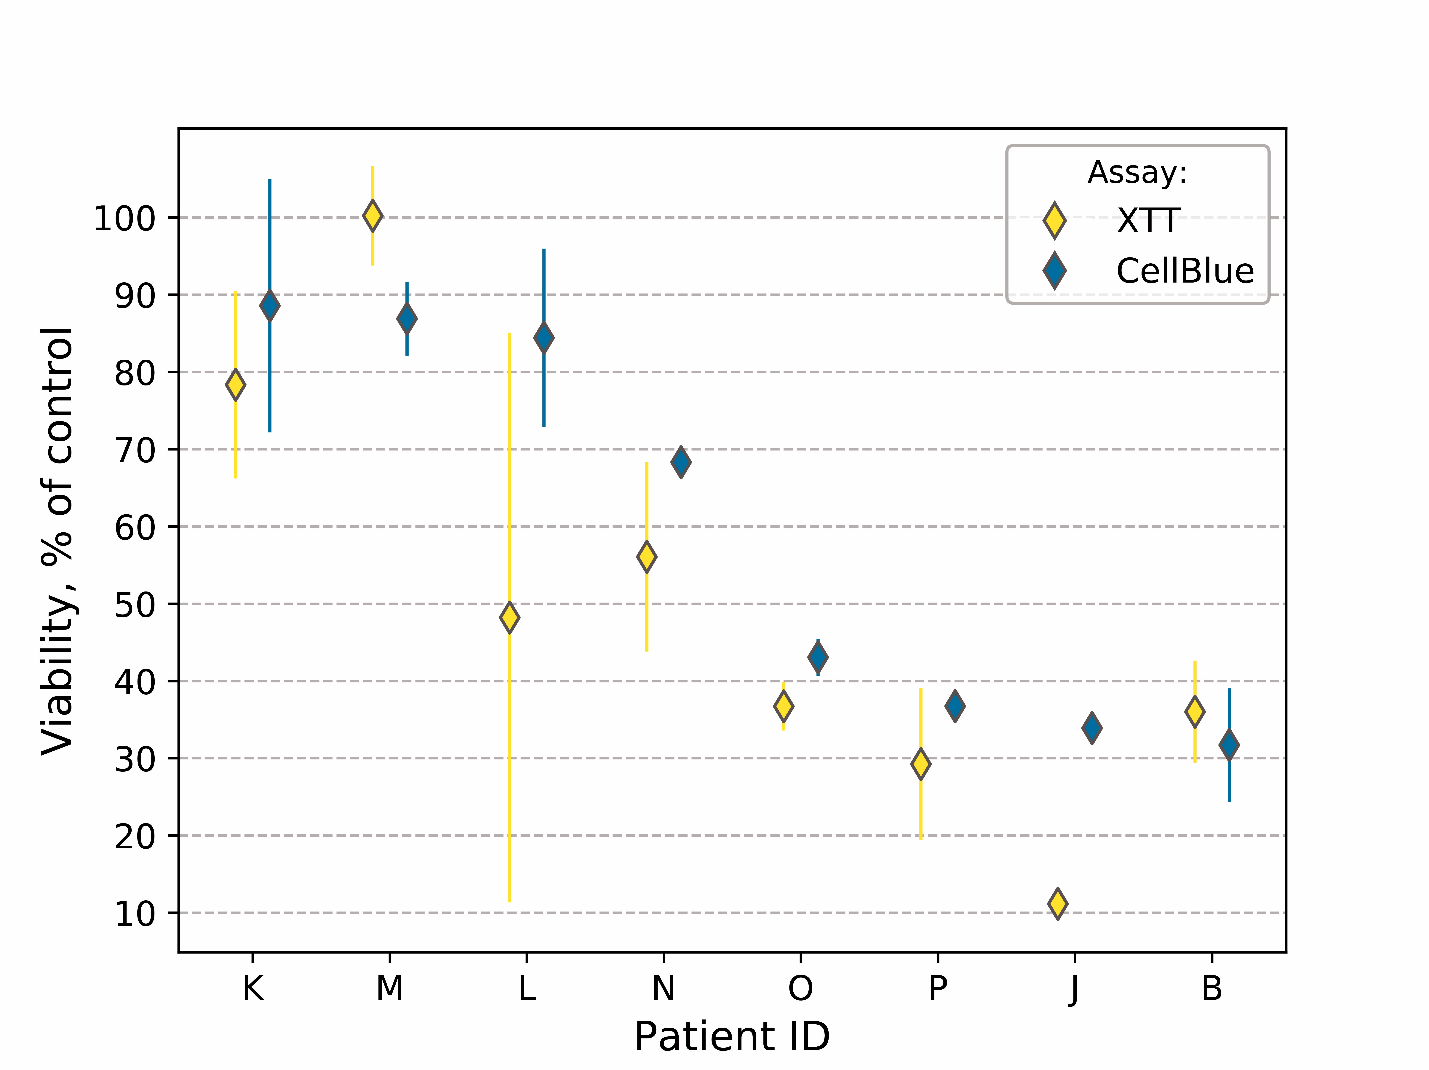 Assay:
XTT
CellBlue
Viability, % of control
100
90
80
70
60
50
40
30
20
10
K M L N O P J B
Patient ID